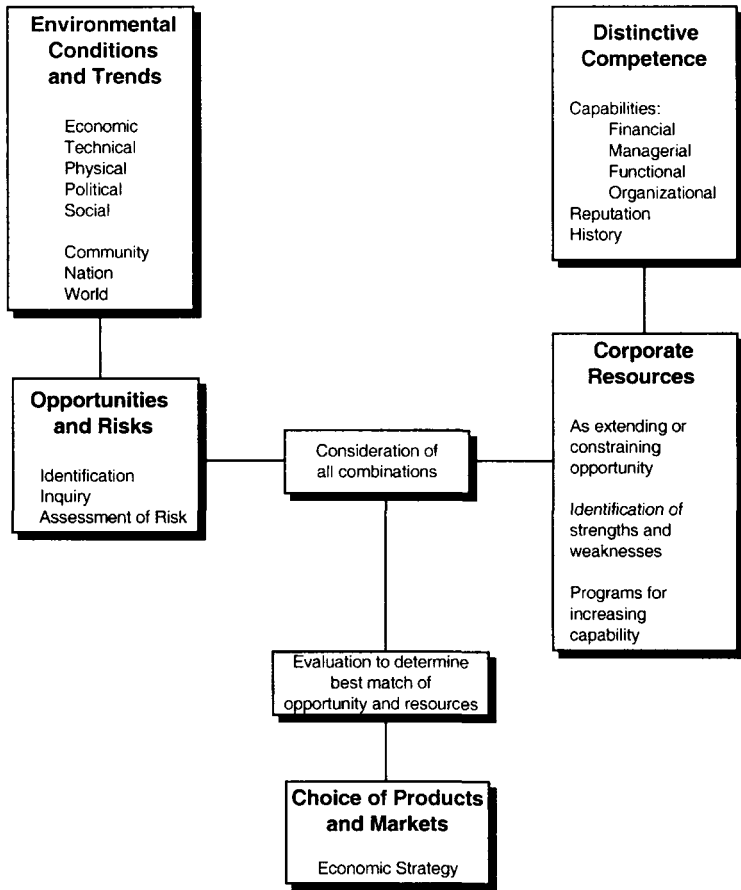 Environmental
Conditions
and Trends
Economic
Technical
Physical
Political
Social
Community
Nation
World
Distinctive
Competence
Capabilities:
Financial
Managerial
Functional
Organizational
Reputation
History
Opportunities
and Risks
Identification
Inquiry
Assessment of Risk
Consideration of
all combinations
Corporate
Resources
As extending or
constraining
opportunity
Identification of
strengths and
weaknesses
Programs for
increasing
capability
Evaluation to determine
best match of
opportunity and resources
Choice of Products
and Markets
Economic Strategy